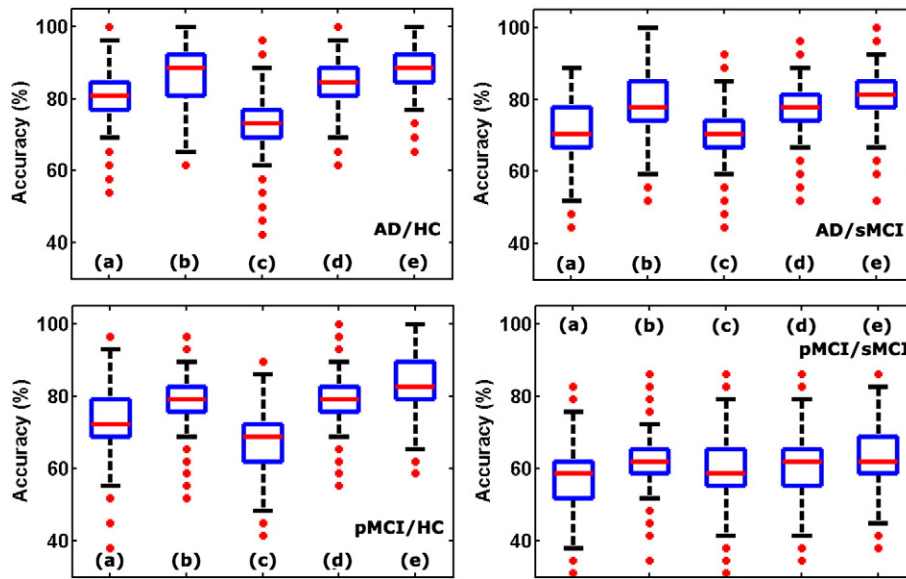 100
80
60
40
Accuracy (%)
(a) (b) (c) (d) (e)
AD/HC
100
80
60
40
Accuracy (%)
(a) (b) (c) (d) (e)
AD/sMCI
100
80
60
40
Accuracy (%)
(a) (b) (c) (d) (e)
pMCI/HC
100
80
60
40
Accuracy (%)
(a) (b) (c) (d) (e)
pMCI/sMCI